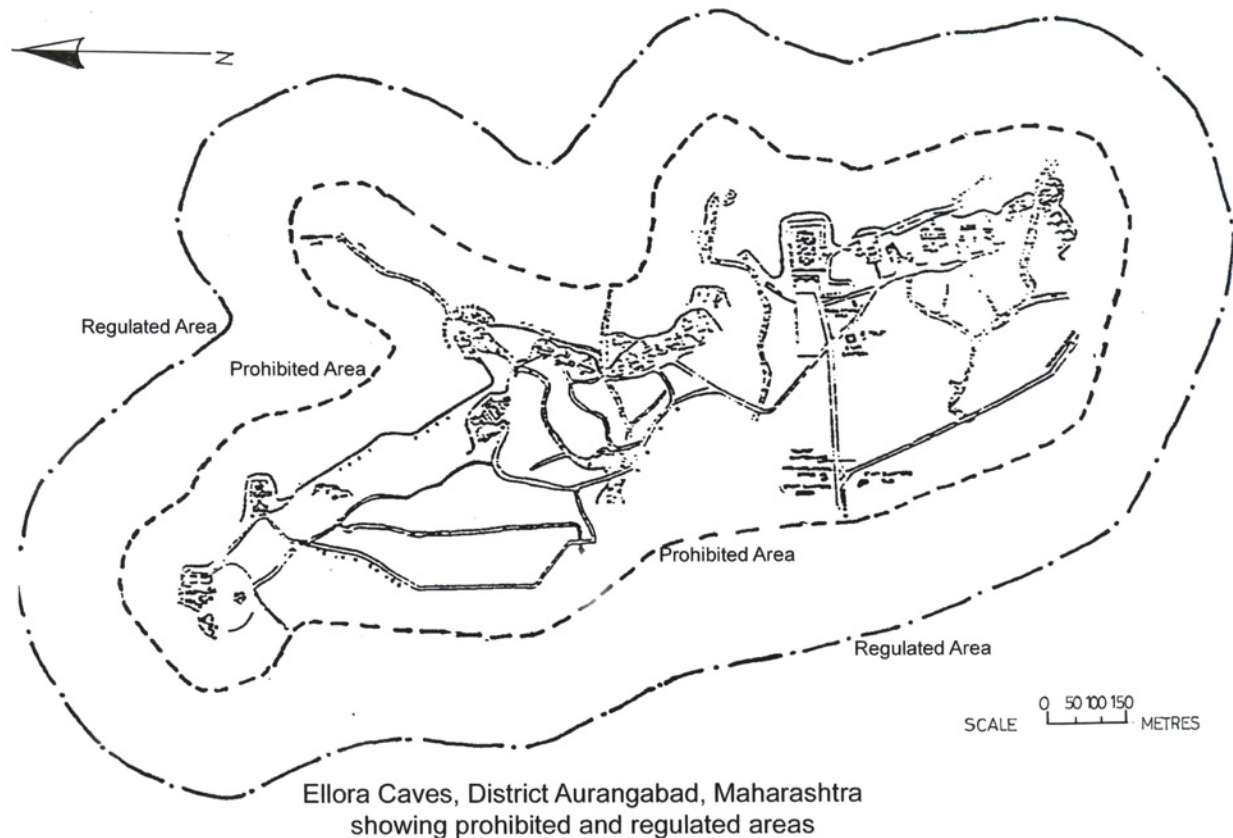 N
Regulated Area
Prohibited Area
Prohibited Area
Regulated Area
0 50 100 150
SCALE METRES
Ellora Caves, District Aurangabad, Maharashtra
showing prohibited and regulated areas